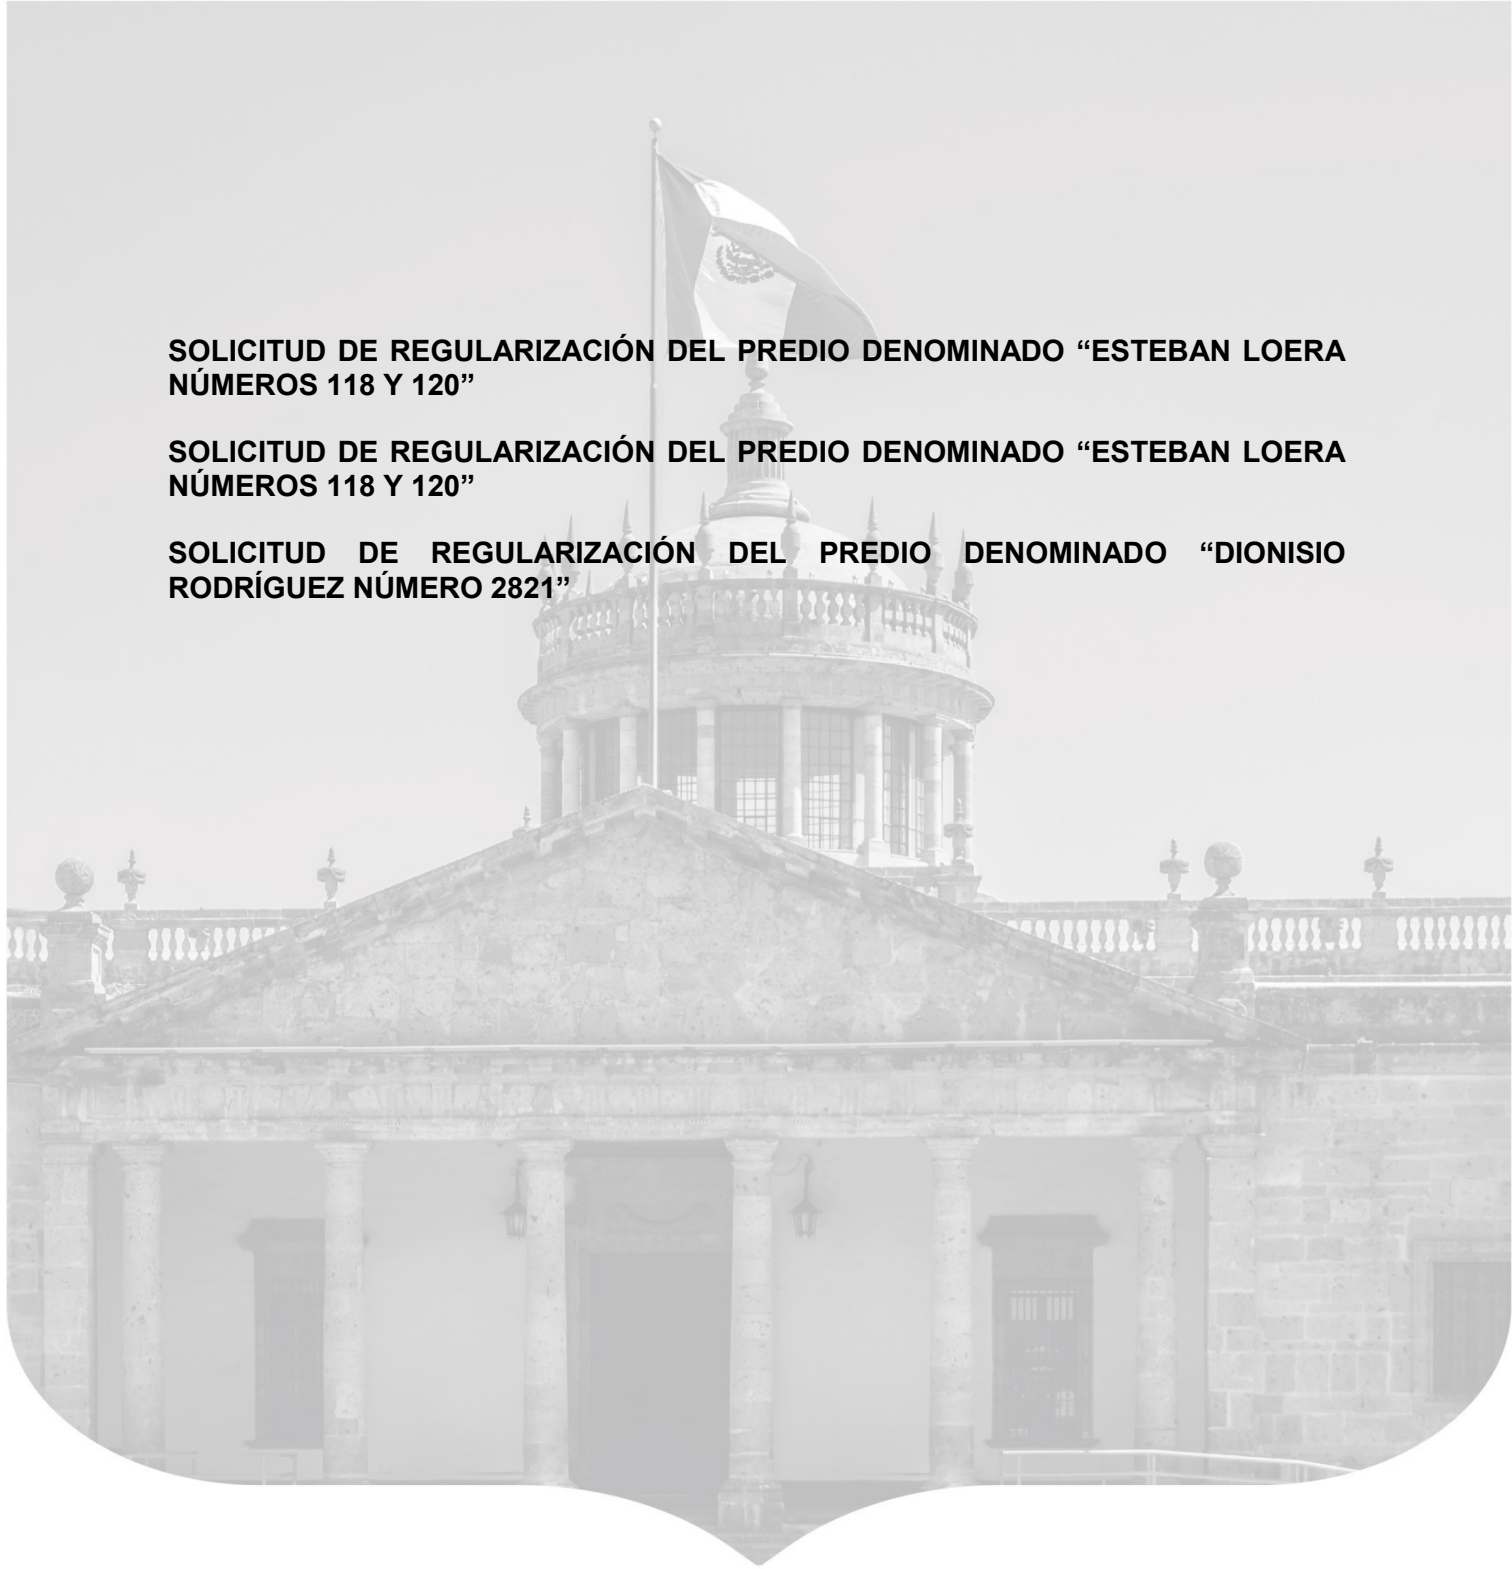 SOLICITUD DE REGULARIZACIÓN DEL PREDIO DENOMINADO “ESTEBAN LOERA
NÚMEROS 118 Y 120”
SOLICITUD DE REGULARIZACIÓN DEL PREDIO DENOMINADO “ESTEBAN LOERA
NÚMEROS 118 Y 120”
SOLICITUD DE REGULARIZACIÓN DEL PREDIO DENOMINADO “DIONISIO
RODRÍGUEZ NÚMERO 2821”